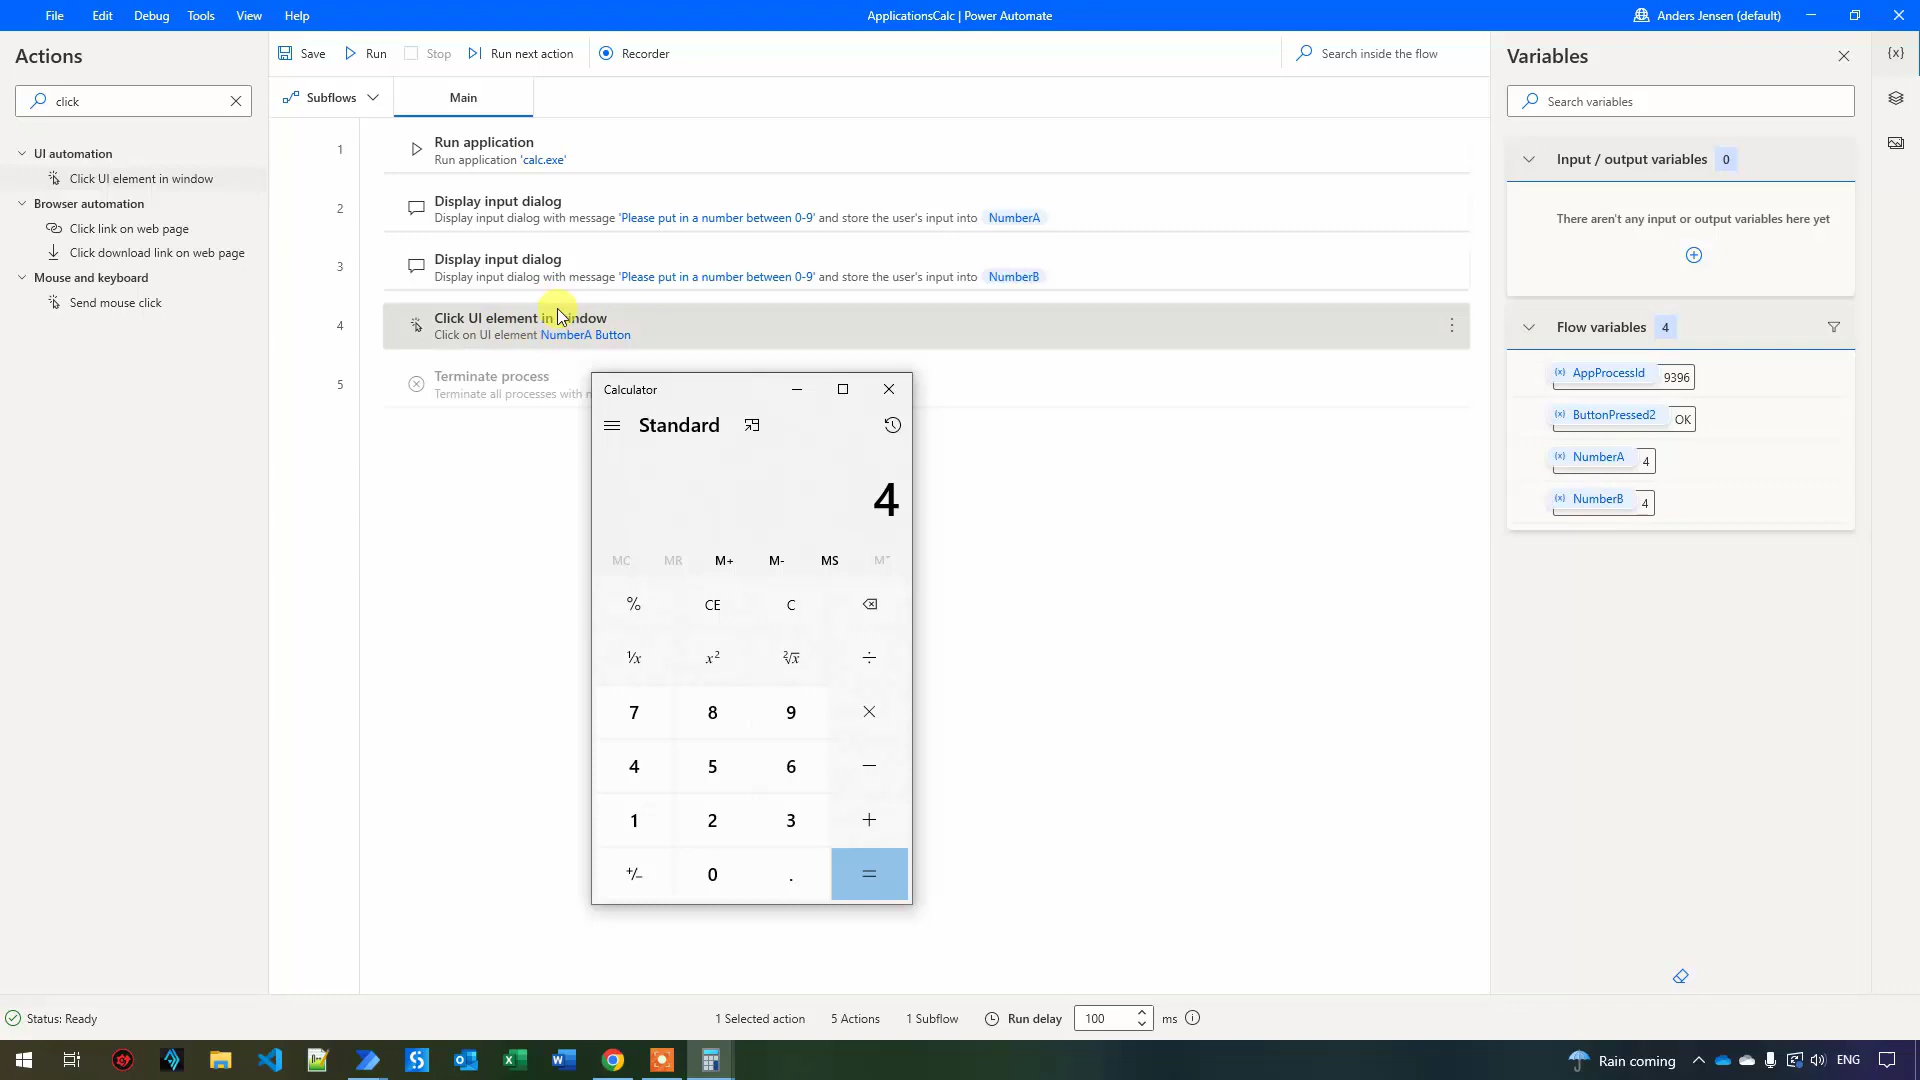 File Edit Debug Tools View Help
ApplicationsCalc | Power Automate
Anders Jensen (default)
Actions
click
UI automation
Click UI element in window
Browser automation
Click link on web page
Click download link on web page
Mouse and keyboard
Send mouse click
Save Run Stop Run next action Recorder
Search inside the flow
Subflows Main
1 Run application
Run application 'calc.exe'
2 Display input dialog
Display input dialog with message 'Please put in a number between 0-9' and store the user's input into NumberA
3 Display input dialog
Display input dialog with message 'Please put in a number between 0-9' and store the user's input into NumberB
4 Click UI element in window
Click on UI element NumberA Button
5 Terminate process
Terminate all processes with
Calculator
Standard
4
MC MR M+ M- MS M˅
% CE C
⅟x x² ²√x ÷
7 8 9 ×
4 5 6 −
1 2 3 +
+/− 0 . =
Variables
{x}
Search variables
Input / output variables 0
There aren't any input or output variables here yet
Flow variables 4
(x) AppProcessId 9396
(x) ButtonPressed2 OK
(x) NumberA 4
(x) NumberB 4
Status: Ready
1 Selected action 5 Actions 1 Subflow Run delay 100 ms
Rain coming
ENG